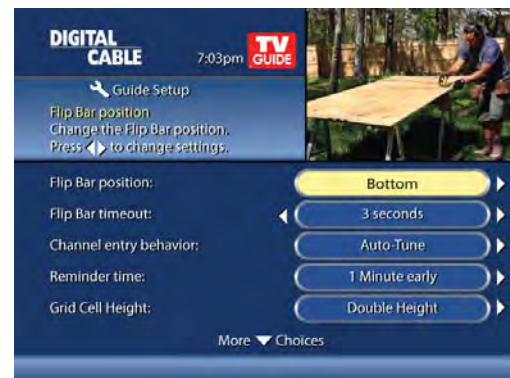 DIGITAL
CABLE
7:03pm
TV
GUIDE
Guide Setup
Flip Bar position
Change the Flip Bar position.
Press to change settings.
Flip Bar position: Bottom
Flip Bar timeout: 3 seconds
Channel entry behavior: Auto-Tune
Reminder time: 1 Minute early
Grid Cell Height: Double Height
More Choices